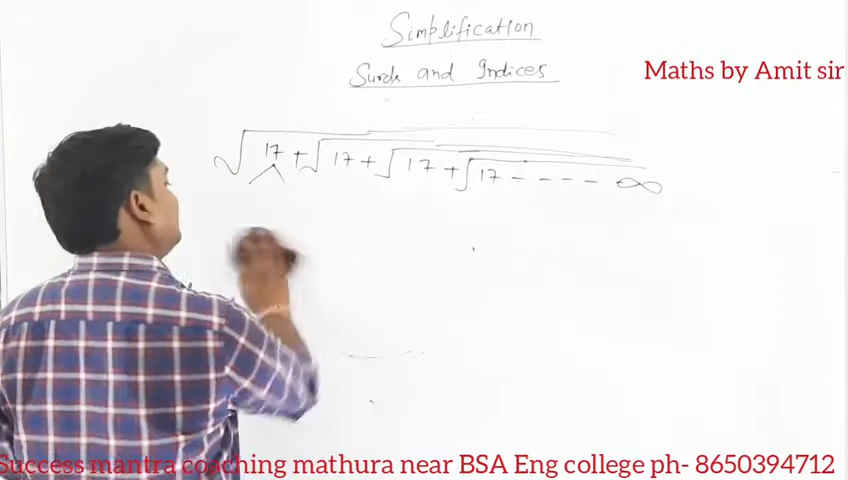 Simplification
Surds and Indices
Maths by Amit sir
√17 + √17 + √17 + √17 - - - - ∞
Success mantra coaching mathura near BSA Eng college ph- 8650394712